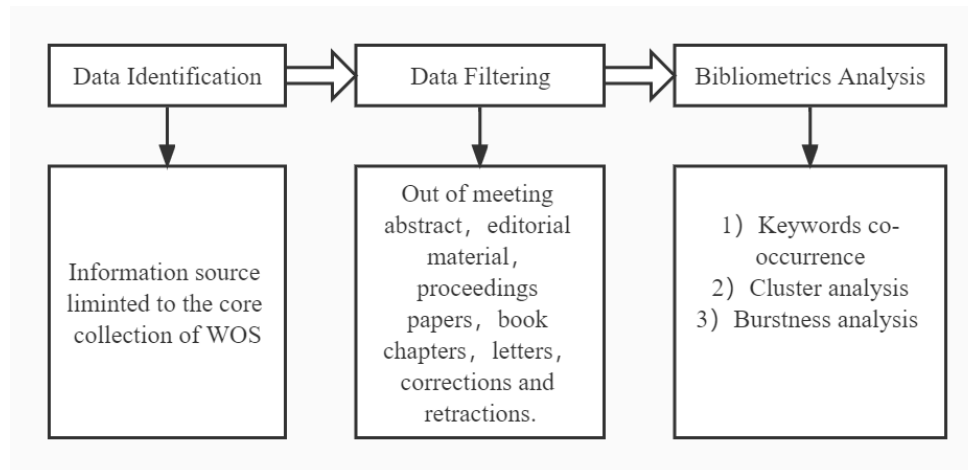 Data Identification
Data Filtering
Bibliometrics Analysis
Information source
liminted to the core
collection of WOS
Out of meeting
abstract，editorial
material，
proceedings
papers，book
chapters，letters，
corrections and
retractions.
1）Keywords co-
occurrence
2）Cluster analysis
3）Burstness analysis